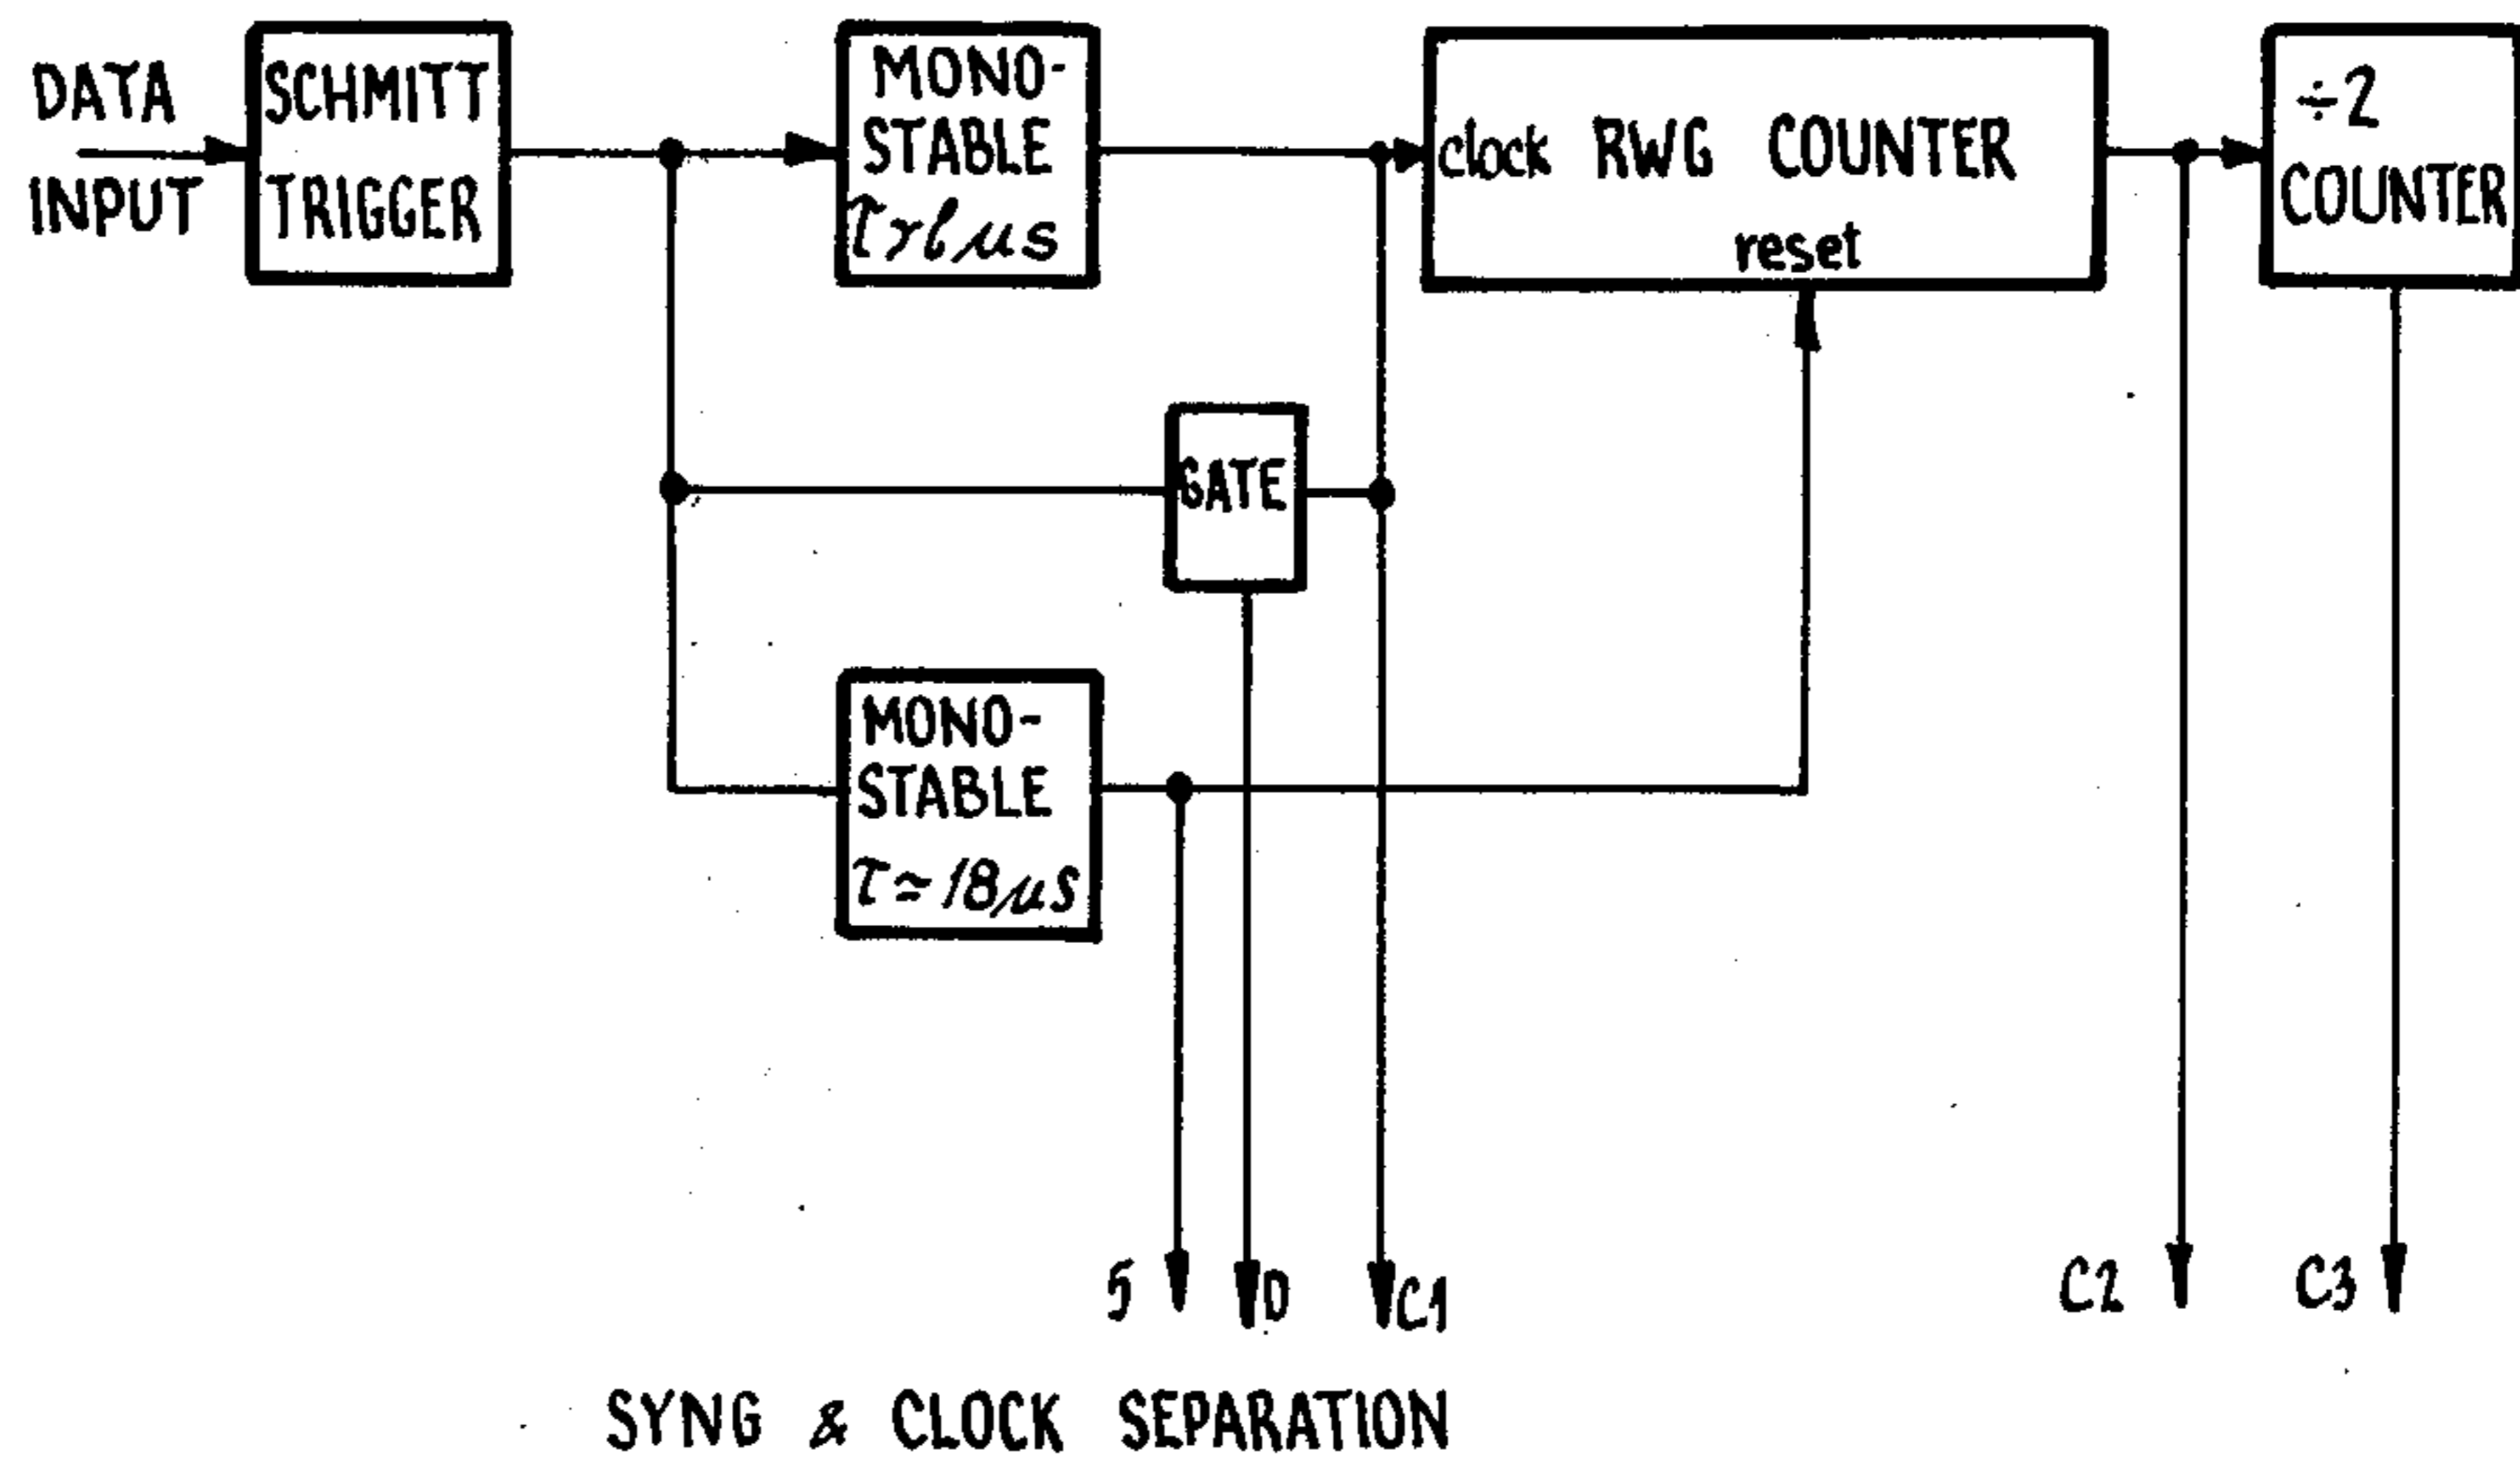 DATA
INPUT
SCHMITT
TRIGGER
MONO-
STABLE
μs
clock RWG COUNTER
reset
÷2
COUNTER
GATE
MONO-
STABLE
τ≈18μs
S
D
C1
C2
C3
SYNG & CLOCK SEPARATION